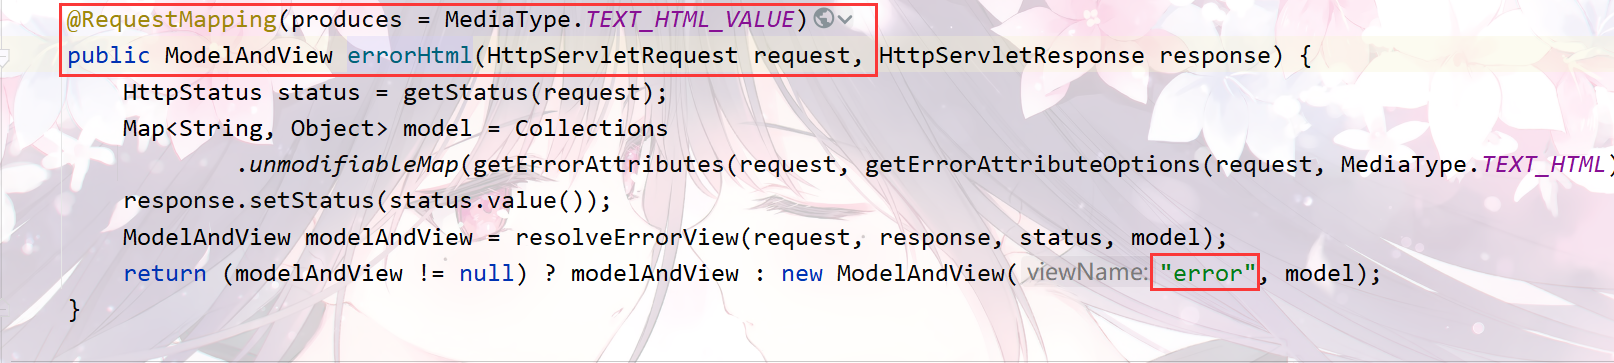 @RequestMapping(produces = MediaType.TEXT_HTML_VALUE)
public ModelAndView errorHtml(HttpServletRequest request, HttpServletResponse response) {
    HttpStatus status = getStatus(request);
    Map<String, Object> model = Collections
            .unmodifiableMap(getErrorAttributes(request, getErrorAttributeOptions(request, MediaType.TEXT_HTML)
    response.setStatus(status.value());
    ModelAndView modelAndView = resolveErrorView(request, response, status, model);
    return (modelAndView != null) ? modelAndView : new ModelAndView( viewName: "error", model);
}